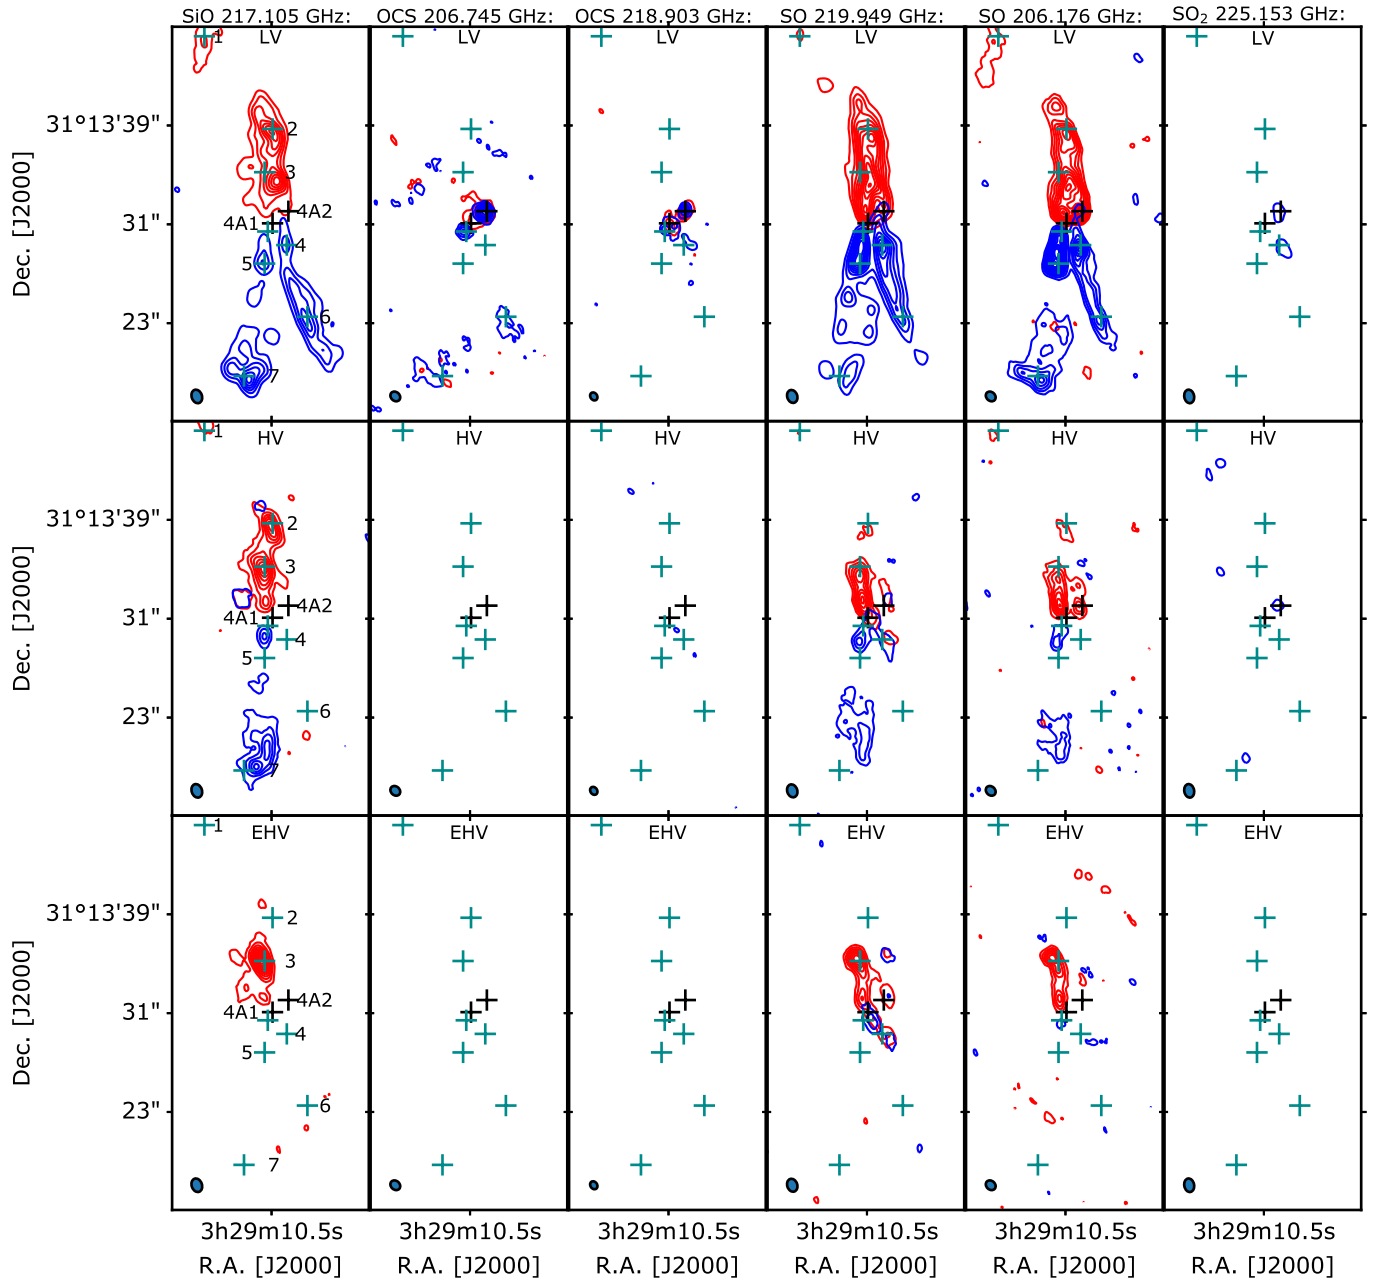 SiO 217.105 GHz: OCS 206.745 GHz: OCS 218.903 GHz: SO 219.949 GHz: SO 206.176 GHz: SO₂ 225.153 GHz:
LV LV LV LV LV LV
1
31°13'39"
2
3
4A2
31"
4A1
4
5
23"
6
7
Dec. [J2000]
HV HV HV HV HV HV
1
31°13'39"
2
3
4A2
31"
4A1
4
5
23"
6
7
Dec. [J2000]
EHV EHV EHV EHV EHV EHV
1
31°13'39"
2
3
4A2
31"
4A1
4
5
23"
6
7
Dec. [J2000]
3h29m10.5s 3h29m10.5s 3h29m10.5s 3h29m10.5s 3h29m10.5s 3h29m10.5s
R.A. [J2000] R.A. [J2000] R.A. [J2000] R.A. [J2000] R.A. [J2000] R.A. [J2000]